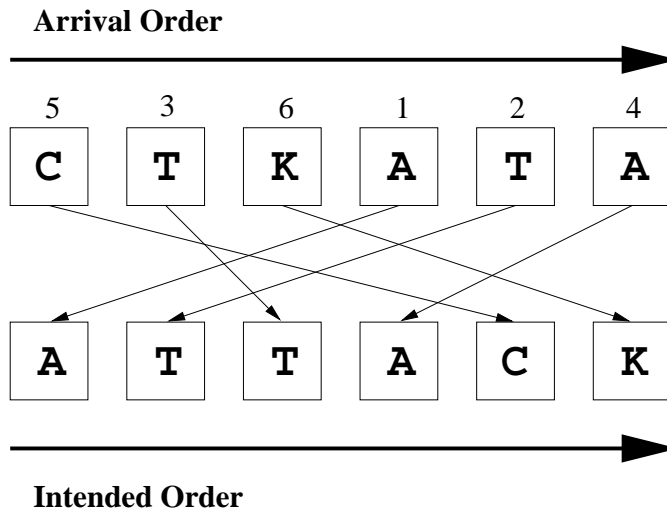 Arrival Order
5 3 6 1 2 4
C T K A T A
A T T A C K
Intended Order